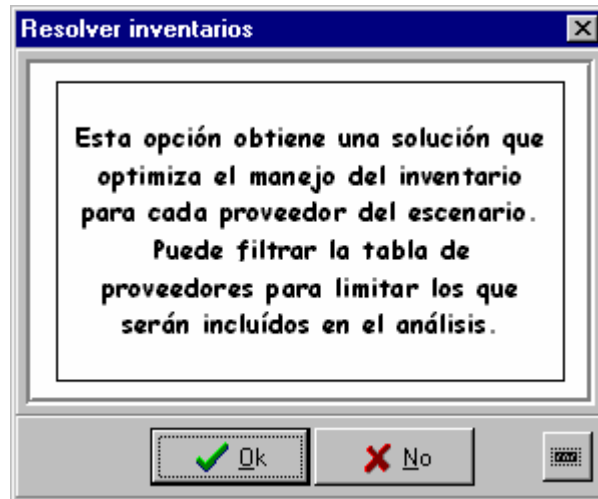 Resolver inventarios
Esta opción obtiene una solución que
optimiza el manejo del inventario
para cada proveedor del escenario.
Puede filtrar la tabla de
proveedores para limitar los que
serán incluídos en el análisis.
Ok
No